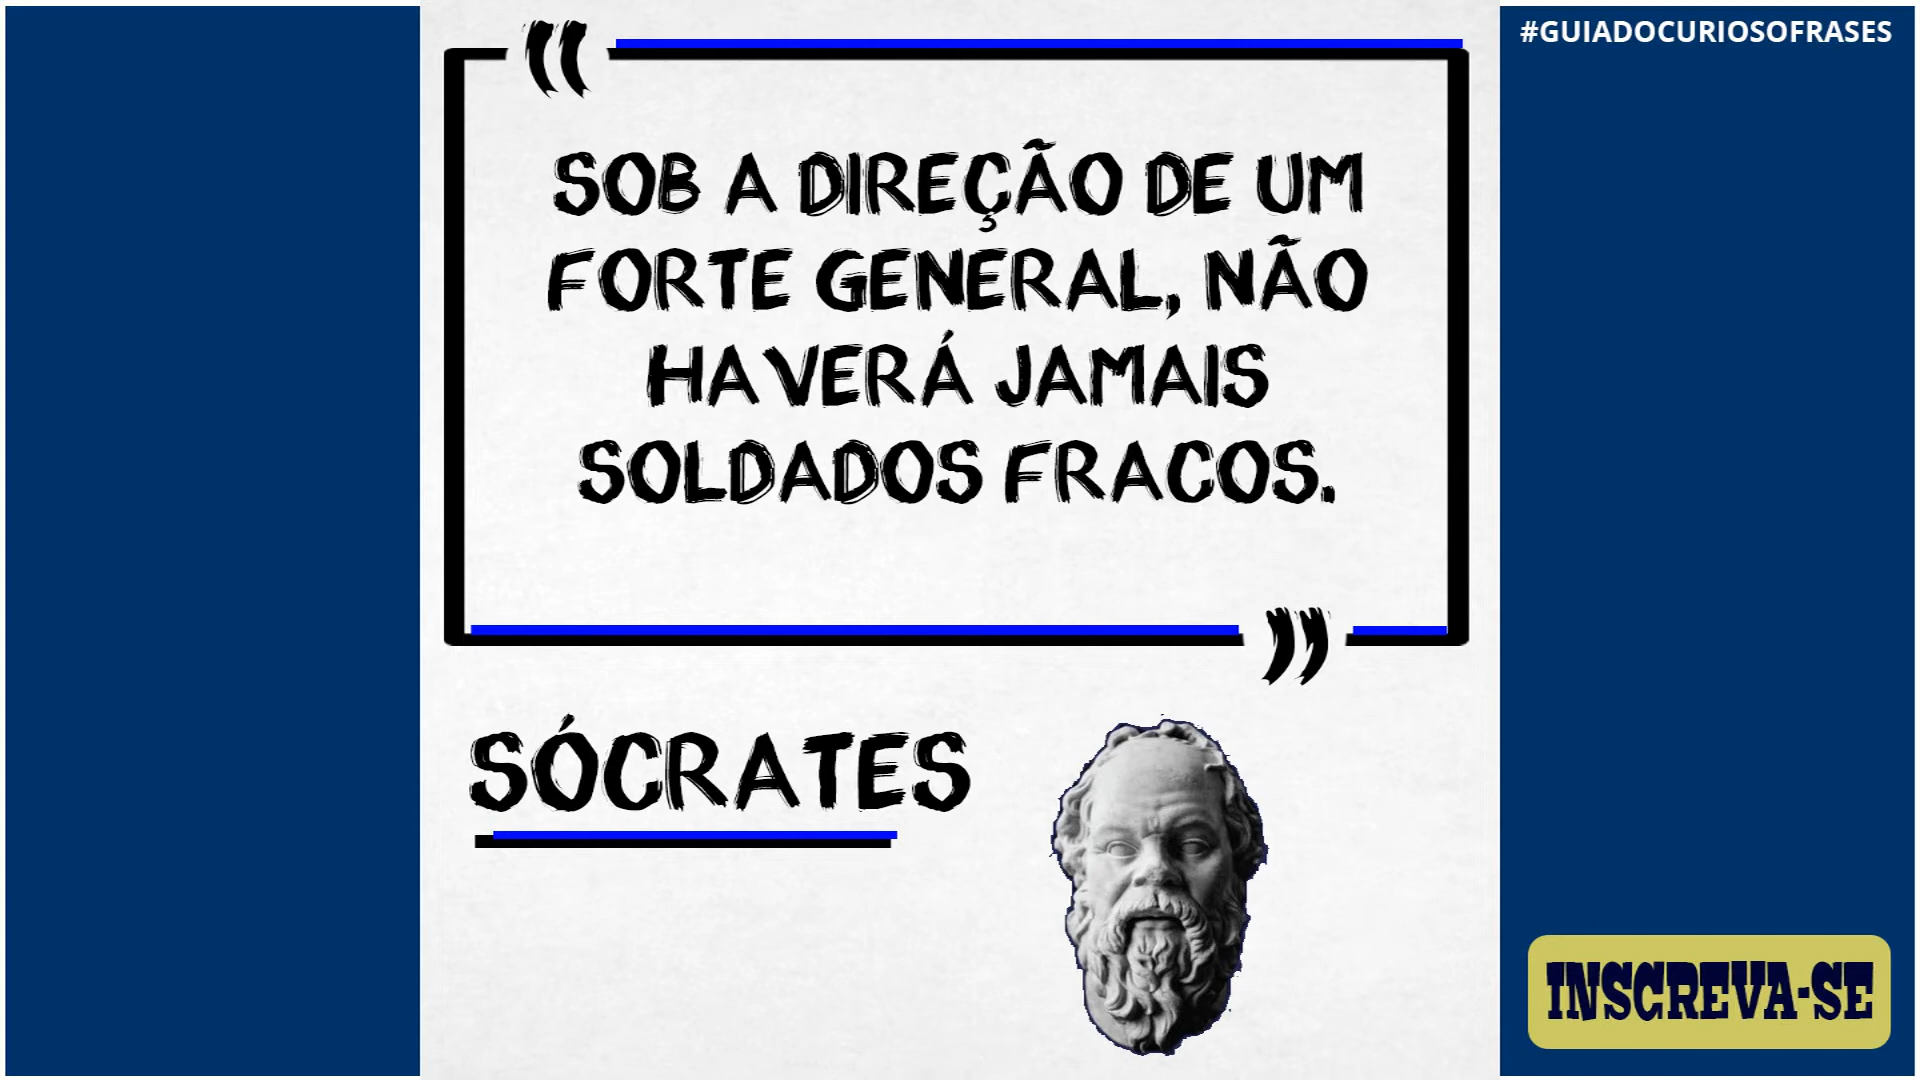 #GUIADOCURIOSOFRASES
“
SOB A DIREÇÃO DE UM
FORTE GENERAL, NÃO
HAVERÁ JAMAIS
SOLDADOS FRACOS.
”
SÓCRATES
INSCREVA-SE